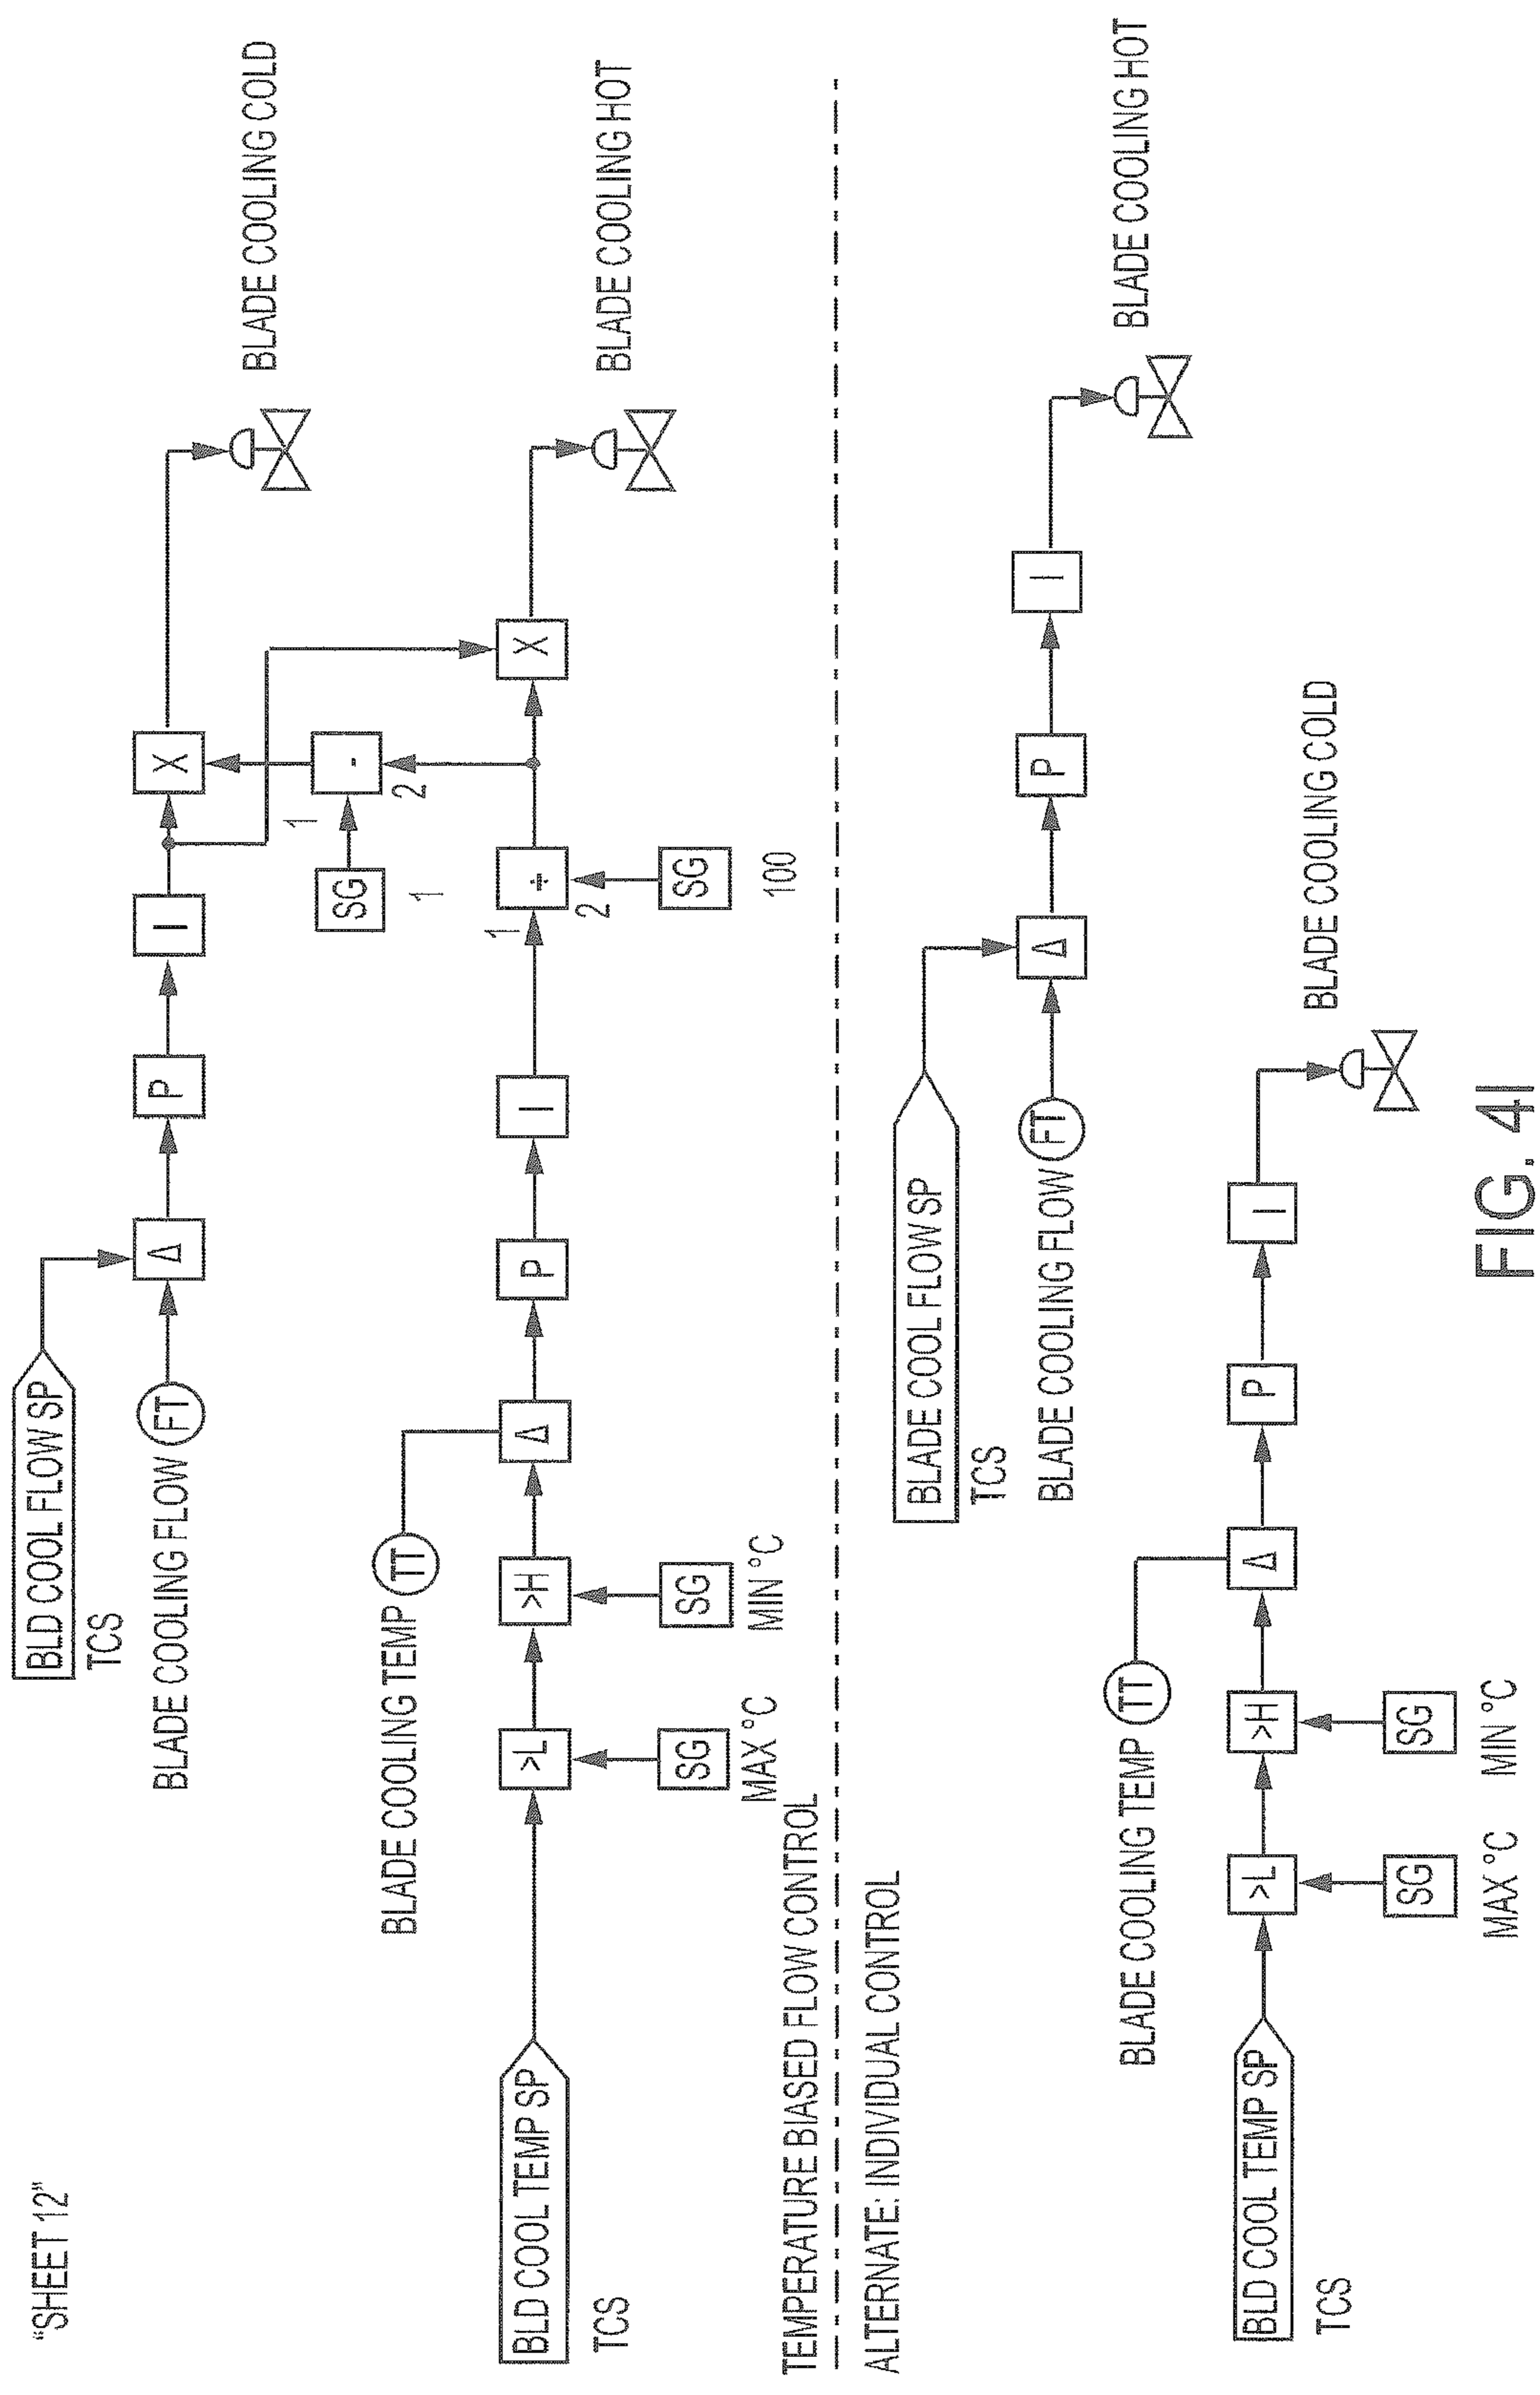 "SHEET 12"
BLD COOL FLOW SP
TCS
BLADE COOLING FLOW
FT
Δ
P
I
X
BLADE COOLING COLD
SG
1
1
-
2
BLD COOL TEMP SP
TCS
>L
SG
MAX °C
>H
SG
MIN °C
BLADE COOLING TEMP
TT
Δ
P
I
1
÷
2
SG
100
X
BLADE COOLING HOT
TEMPERATURE BIASED FLOW CONTROL
ALTERNATE: INDIVIDUAL CONTROL
BLADE COOL FLOW SP
TCS
BLADE COOLING FLOW
FT
Δ
P
I
BLADE COOLING HOT
BLD COOL TEMP SP
TCS
>L
SG
MAX °C
>H
SG
MIN °C
BLADE COOLING TEMP
TT
Δ
P
I
BLADE COOLING COLD
FIG. 4I